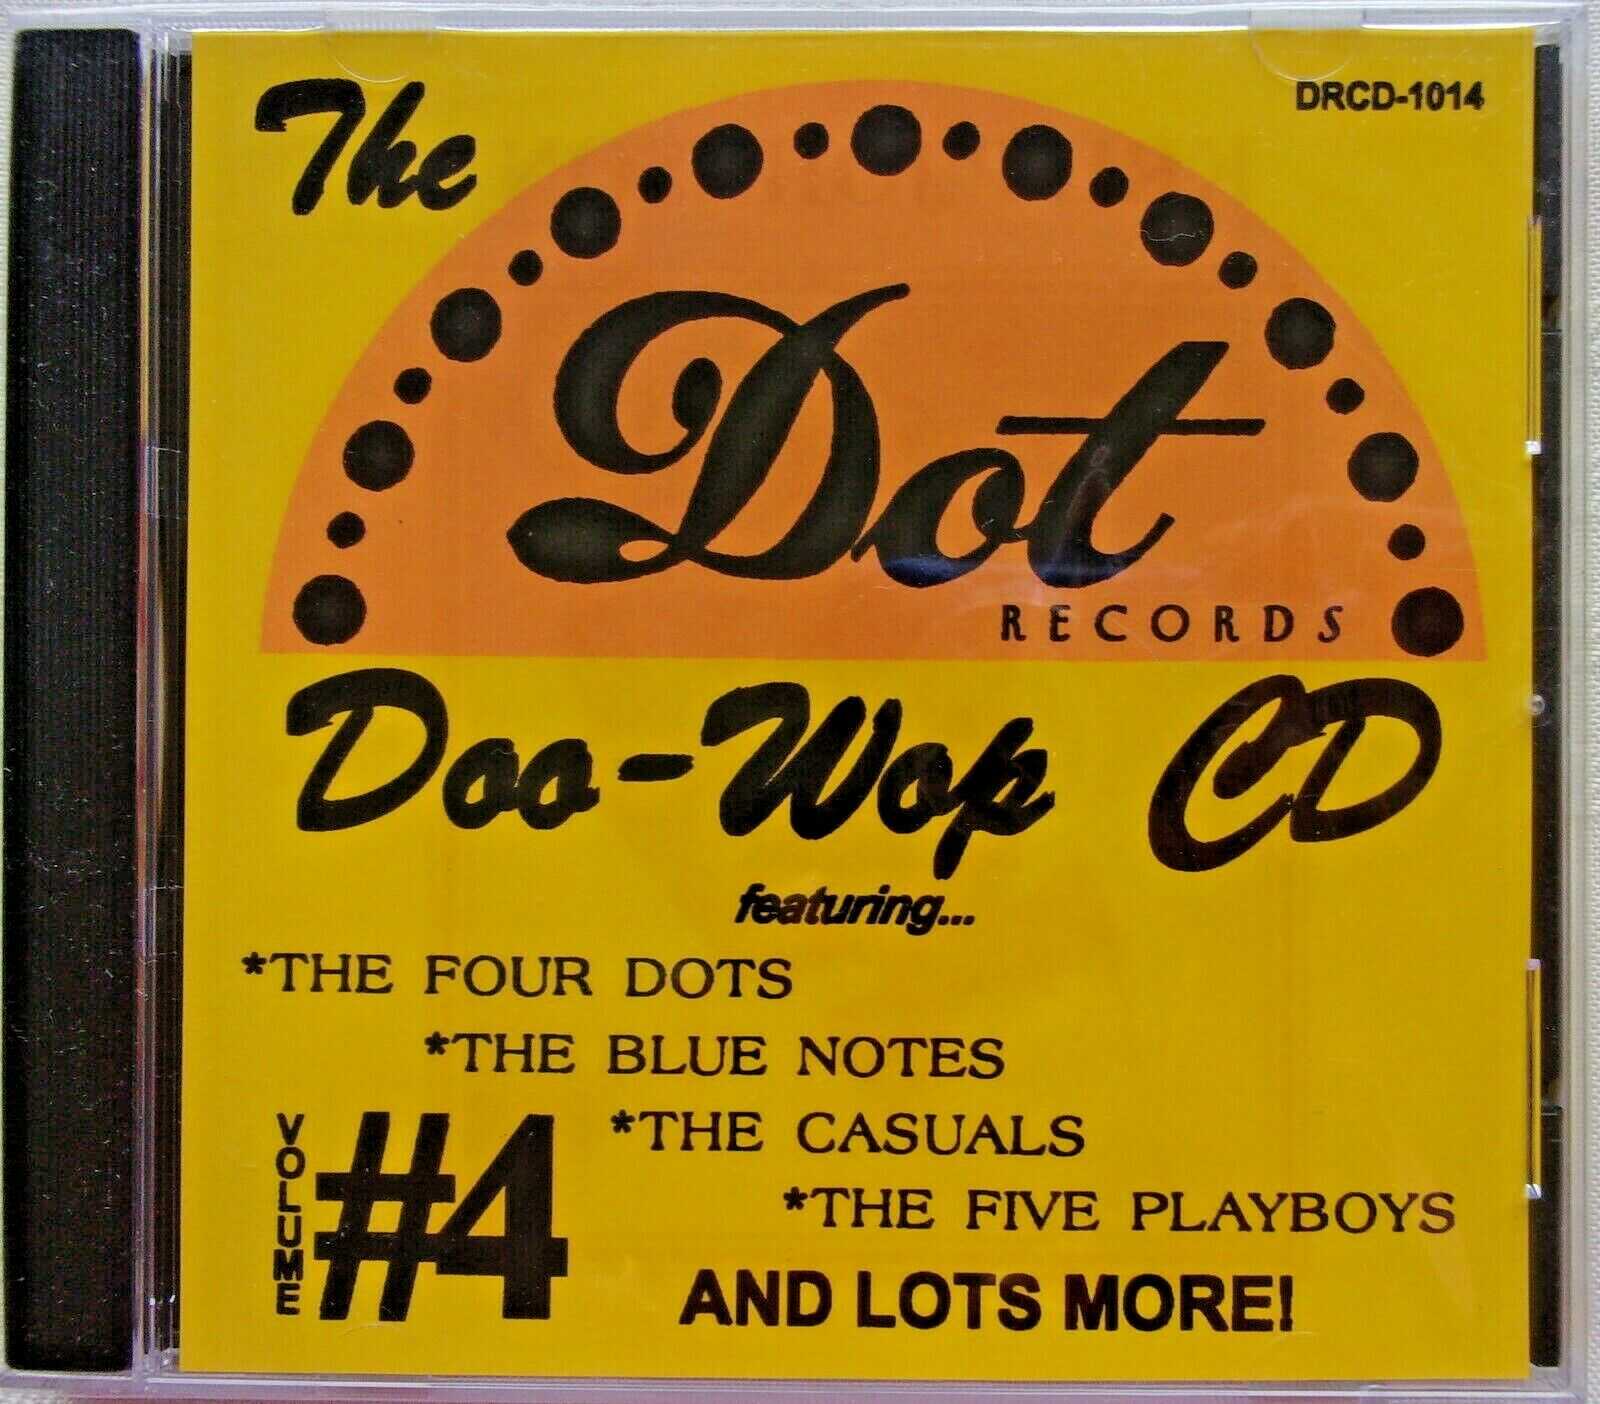 The
DRCD-1014
Dot
RECORDS
Doo-Wop CD
featuring...
*THE FOUR DOTS
*THE BLUE NOTES
*THE CASUALS
*THE FIVE PLAYBOYS
VOLUME
#4
AND LOTS MORE!